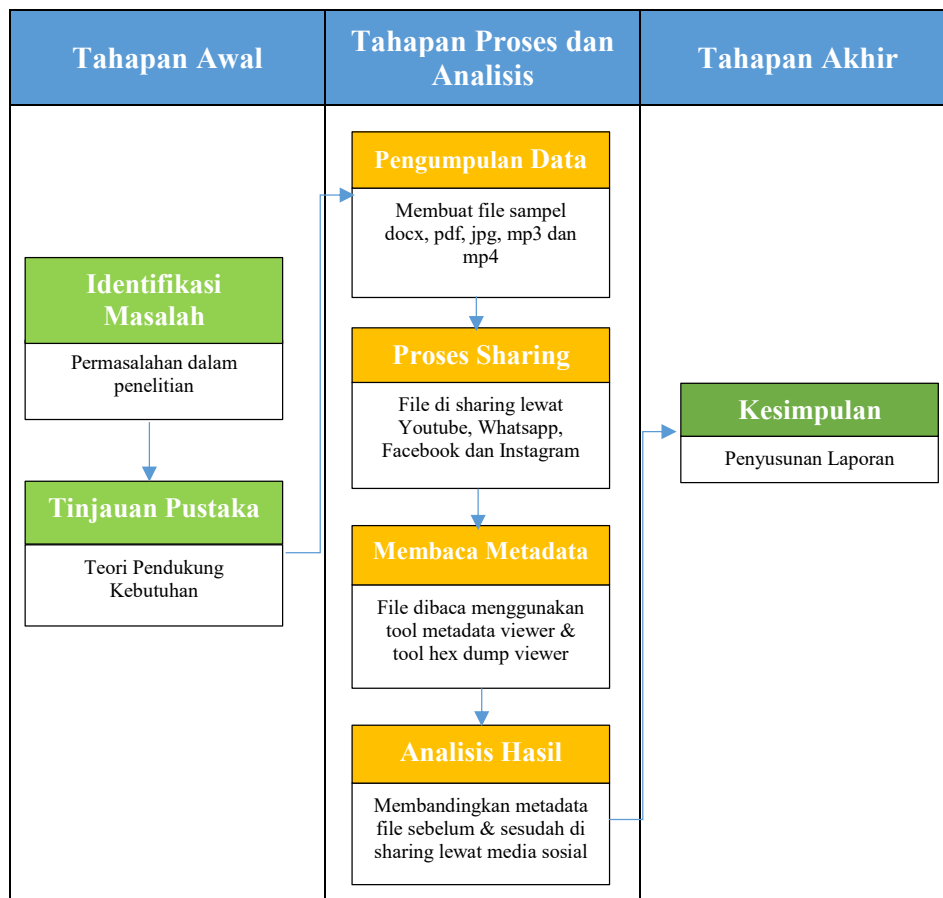 Tahapan Awal
Tahapan Proses dan
Analisis
Tahapan Akhir
Identifikasi
Masalah
Permasalahan dalam
penelitian
Tinjauan Pustaka
Teori Pendukung
Kebutuhan
Pengumpulan Data
Membuat file sampel
docx, pdf, jpg, mp3 dan
mp4
Proses Sharing
File di sharing lewat
Youtube, Whatsapp,
Facebook dan Instagram
Membaca Metadata
File dibaca menggunakan
tool metadata viewer &
tool hex dump viewer
Analisis Hasil
Membandingkan metadata
file sebelum & sesudah di
sharing lewat media sosial
Kesimpulan
Penyusunan Laporan